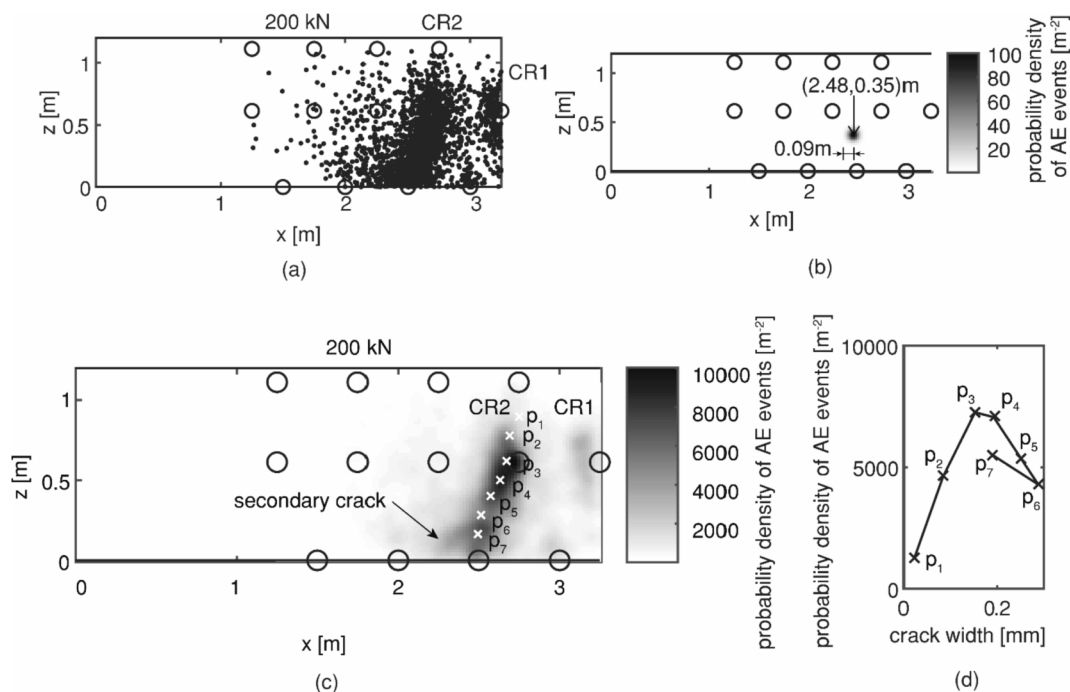 (a)
200 kN
CR2
CR1
z [m]
1
0.5
0
0
1
2
3
x [m]
(b)
(2.48,0.35)m
0.09m
z [m]
1
0.5
0
0
1
2
3
x [m]
100
80
60
40
20
probability density
of AE events [m-2]
200 kN
CR2
CR1
p1
p2
p3
p4
p5
p6
p7
secondary crack
z [m]
1
0.5
0
0
1
2
3
x [m]
(c)
10000
8000
6000
4000
2000
probability density of AE events [m-2]
probability density of AE events [m-2]
10000
5000
0
p3
p4
p2
p5
p7
p6
p1
0
0.2
crack width [mm]
(d)